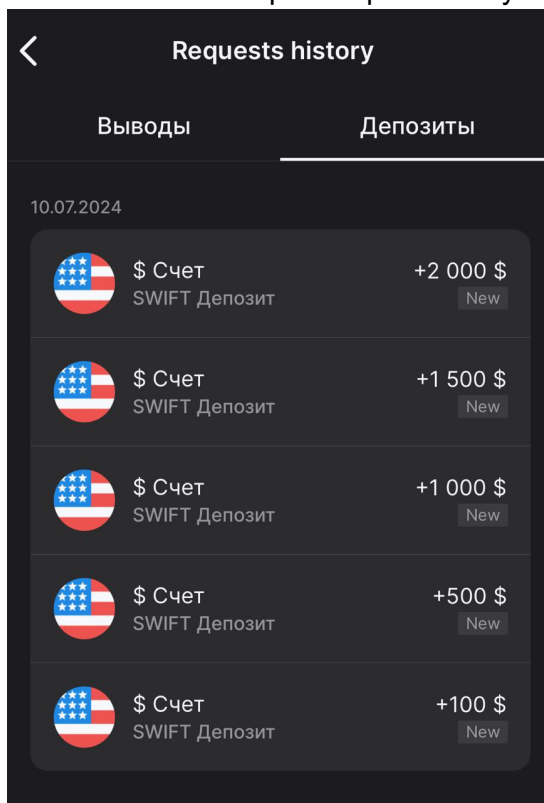 Requests history
Выводы Депозиты
10.07.2024
$ Счет +2 000 $
SWIFT Депозит New
$ Счет +1 500 $
SWIFT Депозит New
$ Счет +1 000 $
SWIFT Депозит New
$ Счет +500 $
SWIFT Депозит New
$ Счет +100 $
SWIFT Депозит New